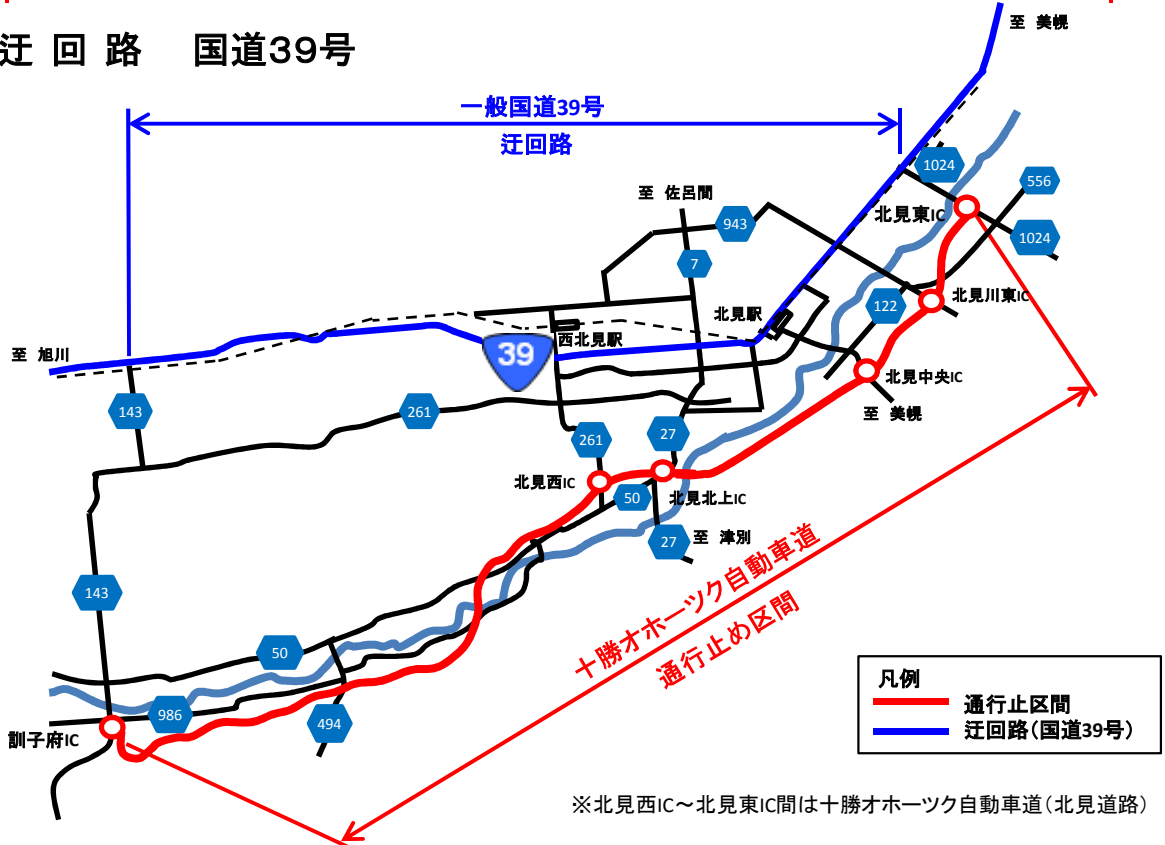 迂 回 路　国道39号
至 美幌
一般国道39号
迂回路
1024
556
至 佐呂間
943
北見東IC
1024
7
北見川東IC
122
北見駅
西北見駅
39
至 旭川
北見中央IC
143
261
至 美幌
261
27
北見西IC
50
北見北上IC
27
至 津別
十勝オホーツク自動車道
通行止め区間
143
50
986
494
訓子府IC
凡例
通行止区間
迂回路(国道39号)
※北見西IC～北見東IC間は十勝オホーツク自動車道(北見道路)